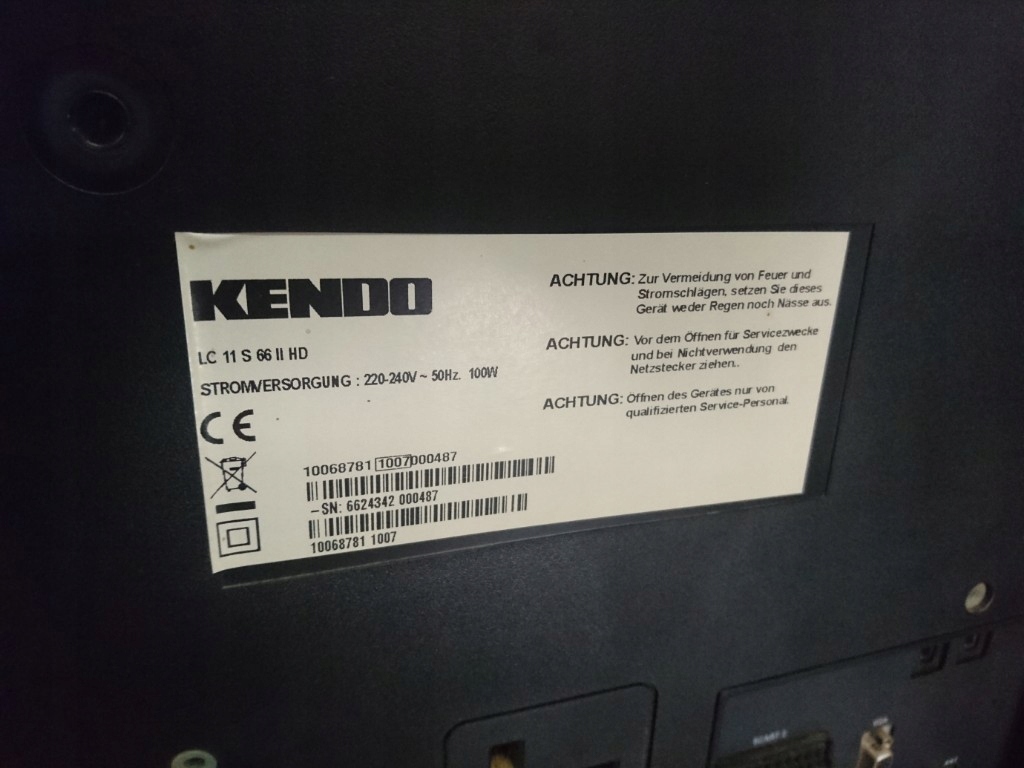 KENDO
LC 11 S 66 II HD
STROMVERSORGUNG : 220-240V ~ 50Hz. 100W
CE
10068781 1007000487
-SN: 6624342 000487
10068781 1007
ACHTUNG: Zur Vermeidung von Feuer und
Stromschlägen, setzen Sie dieses
Gerät weder Regen noch Nässe aus.
ACHTUNG: Vor dem Öffnen für Servicezwecke
und bei Nichtverwendung den
Netzstecker ziehen..
ACHTUNG: Öffnen des Gerätes nur von
qualifizierten Service-Personal.
VGA